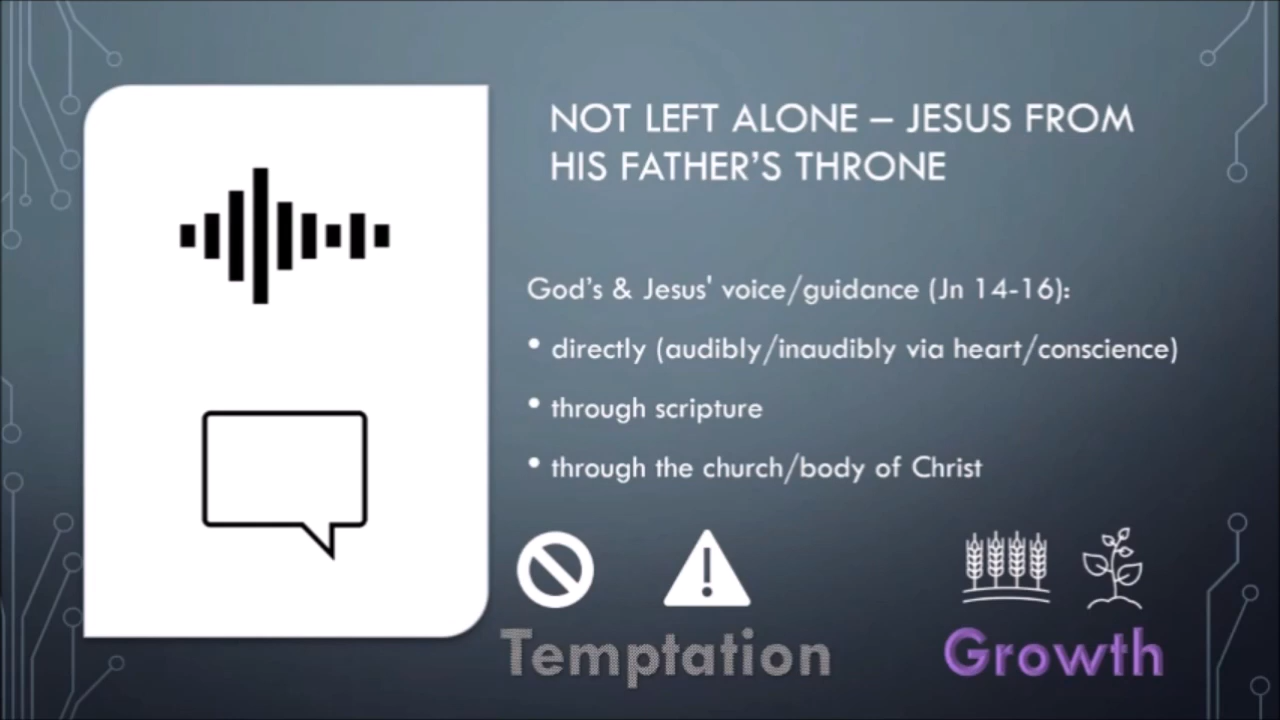 NOT LEFT ALONE – JESUS FROM
HIS FATHER’S THRONE
God’s & Jesus' voice/guidance (Jn 14-16):
• directly (audibly/inaudibly via heart/conscience)
• through scripture
• through the church/body of Christ
Temptation
Growth